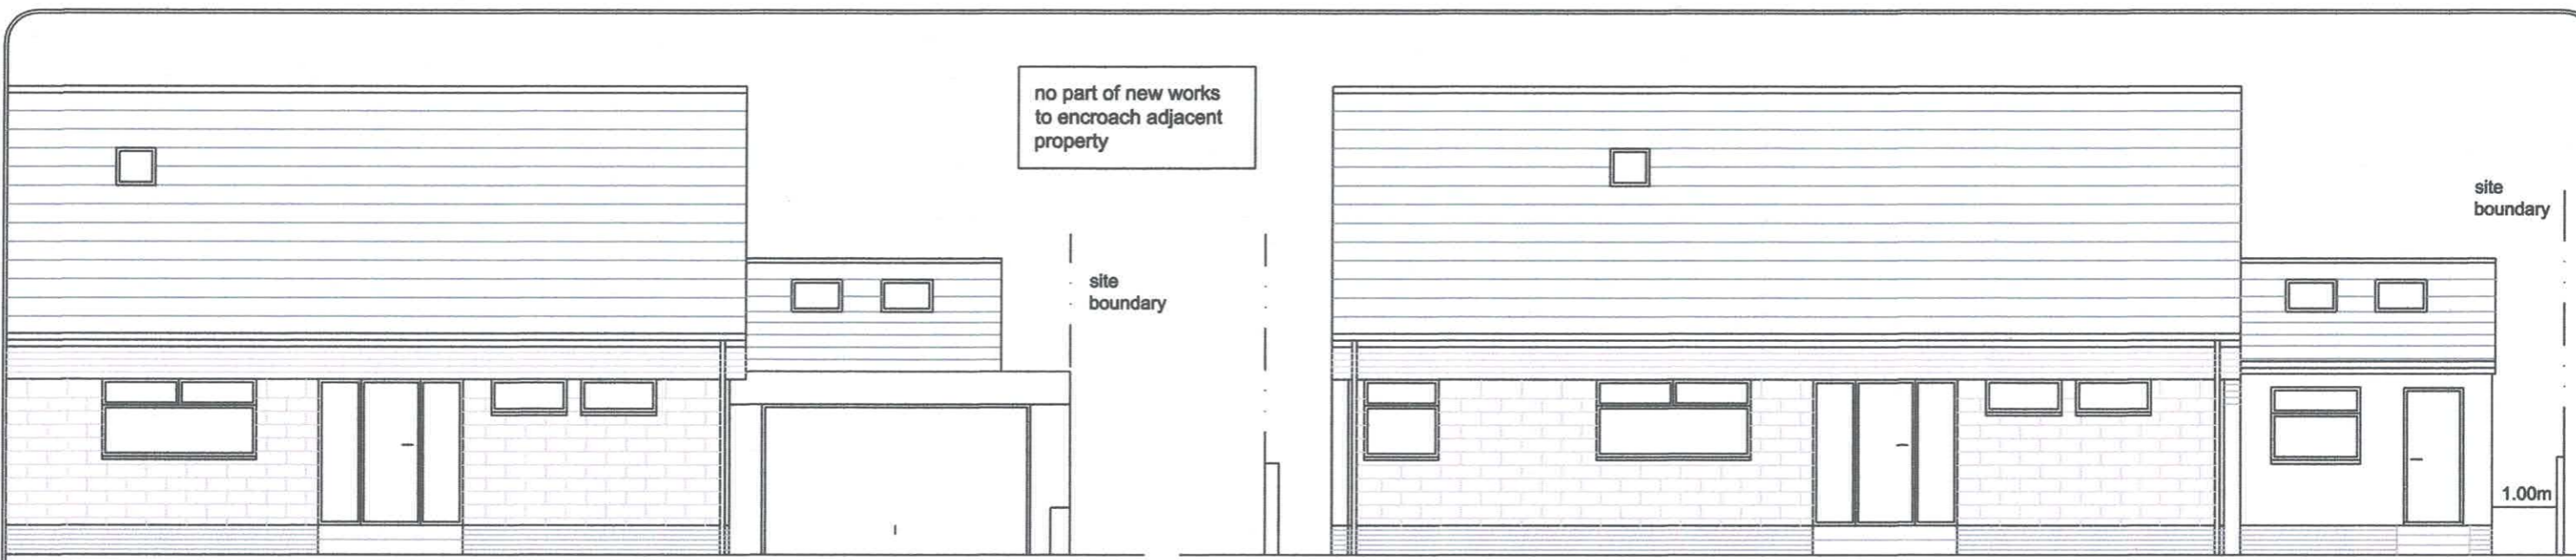 no part of new works
to encroach adjacent
property
site
boundary
site
boundary
1.00m